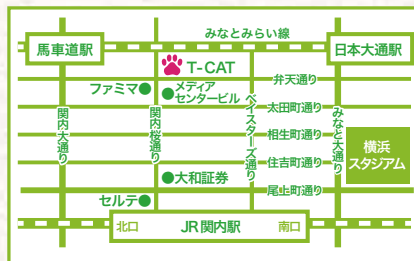 みなとみらい線
馬車道駅
日本大通駅
T-CAT
弁天通り
ファミマ
メディア
センタービル
太田町通り
関内大通り
関内桜通り
ベイスターズ通り
みなと大通り
相生町通り
横浜
スタジアム
住吉町通り
大和証券
尾上町通り
セルテ
北口
JR関内駅
南口